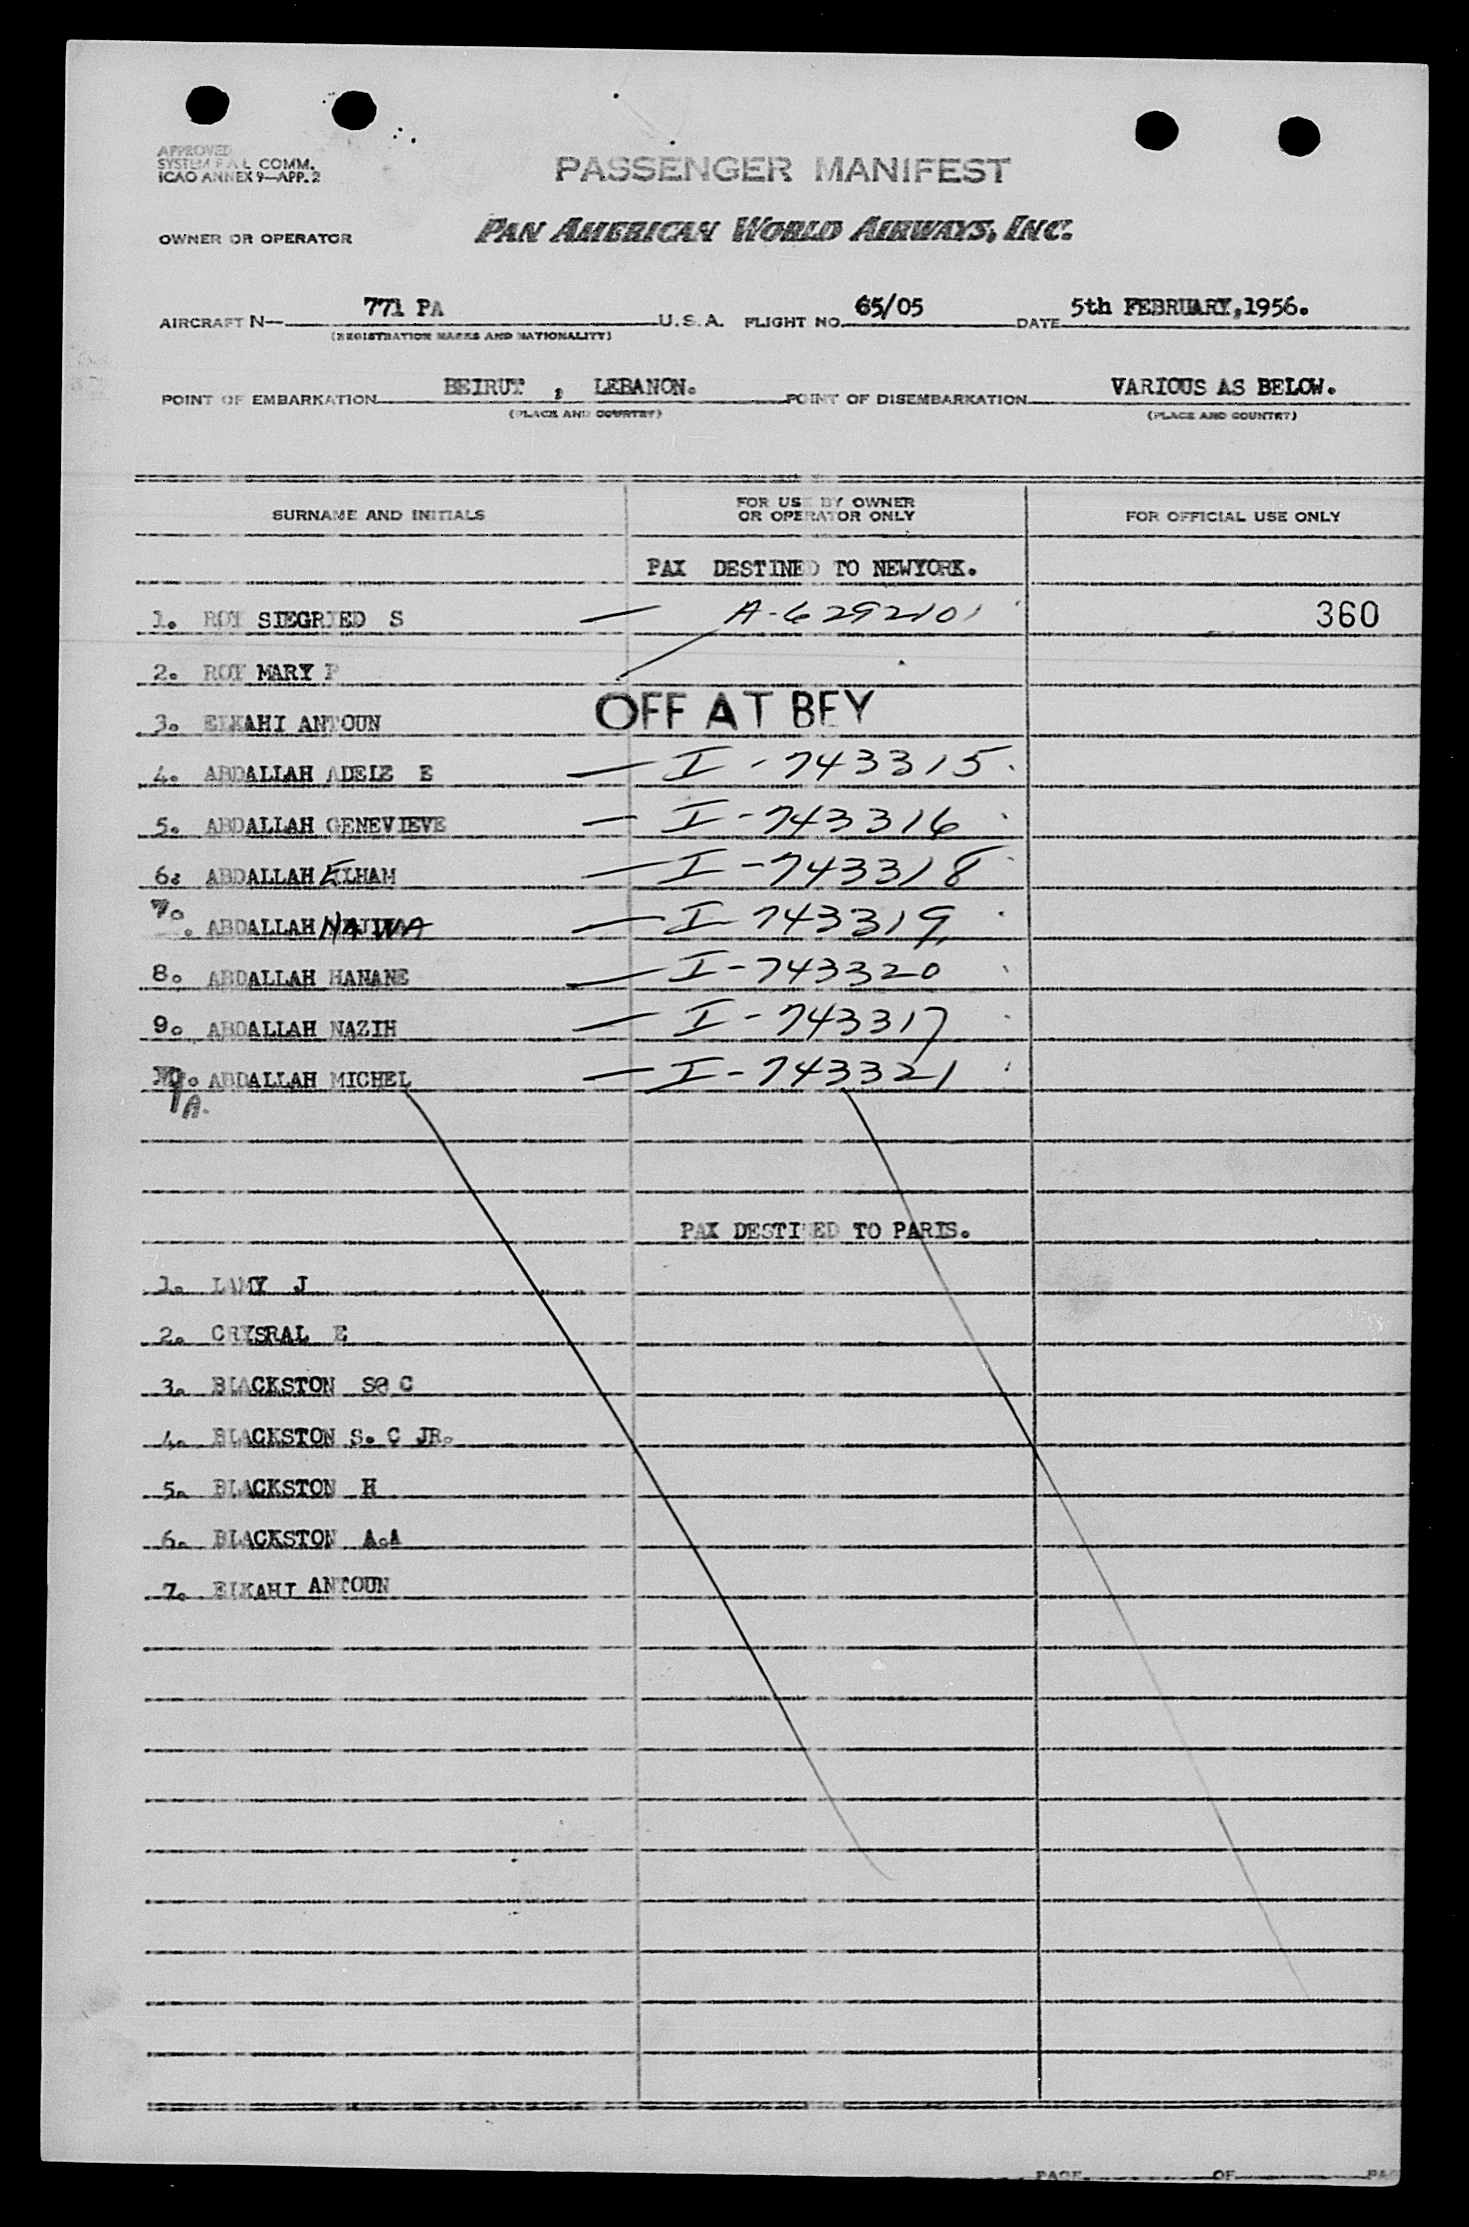 APPROVED
SYSTEM F A L COMM.
ICAO ANNEX 9—APP. 2
PASSENGER MANIFEST
OWNER OR OPERATOR PAN AMERICAN WORLD AIRWAYS, INC.
AIRCRAFT N— 771 PA U.S.A. FLIGHT NO. 65/05 DATE 5th FEBRUARY,1956.
(REGISTRATION MARKS AND NATIONALITY)
POINT OF EMBARKATION BEIRUT , LEBANON. POINT OF DISEMBARKATION VARIOUS AS BELOW.
(PLACE AND COUNTRY) (PLACE AND COUNTRY)
SURNAME AND INITIALS FOR USE BY OWNER OR OPERATOR ONLY FOR OFFICIAL USE ONLY
PAX DESTINED TO NEWYORK.
1. ROY SIEGRIED S — A-6292101 360
2. ROY MARY F
3. ELKAHI ANTOUN OFF AT BEY
4. ABDALLAH ADELE E — I-743315.
5. ABDALLAH GENEVIEVE — I-743316
6. ABDALLAH ELHAM — I-743318
7. ABDALLAH NAJWA — I-743319
8. ABDALLAH HANANE — I-743320
9. ABDALLAH NAZIH — I-743317
ABDALLAH MICHEL — I-743321
PAX DESTINED TO PARIS.
1. LAMY J
2. CRYSRAL E
3. BLACKSTON S. C
4. BLACKSTON S. C JR.
5. BLACKSTON H
6. BLACKSTON A.A
7. ELKAHI ANTOUN
PAGE OF